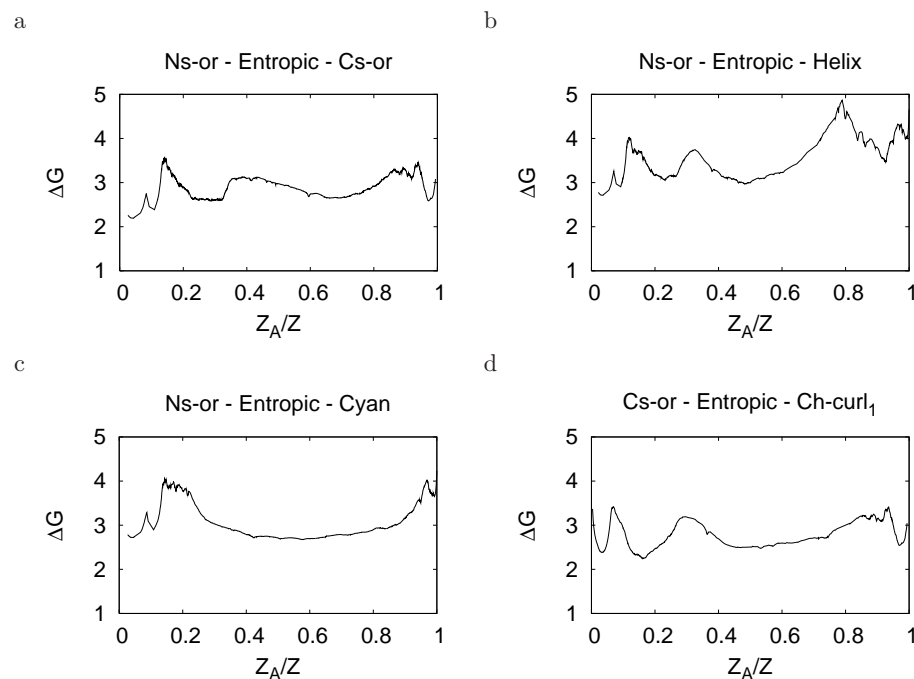 a
Ns-or - Entropic - Cs-or
ΔG
5
4
3
2
1
0 0.2 0.4 0.6 0.8 1
Z_A/Z
b
Ns-or - Entropic - Helix
ΔG
5
4
3
2
1
0 0.2 0.4 0.6 0.8 1
Z_A/Z
c
Ns-or - Entropic - Cyan
ΔG
5
4
3
2
1
0 0.2 0.4 0.6 0.8 1
Z_A/Z
d
Cs-or - Entropic - Ch-curl_1
ΔG
5
4
3
2
1
0 0.2 0.4 0.6 0.8 1
Z_A/Z